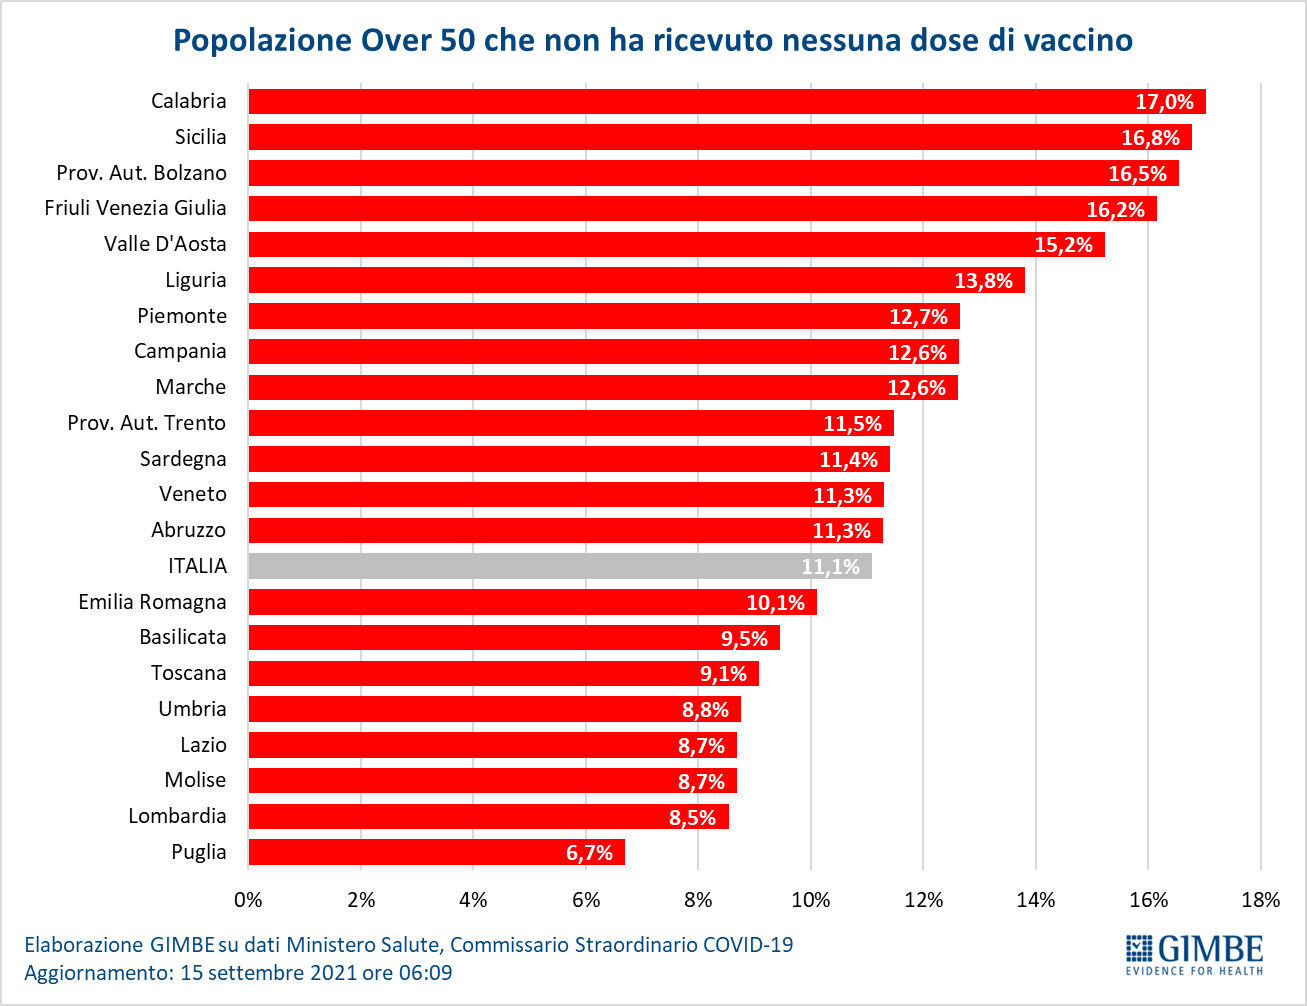 Popolazione Over 50 che non ha ricevuto nessuna dose di vaccino
Calabria 17,0%
Sicilia 16,8%
Prov. Aut. Bolzano 16,5%
Friuli Venezia Giulia 16,2%
Valle D'Aosta 15,2%
Liguria 13,8%
Piemonte 12,7%
Campania 12,6%
Marche 12,6%
Prov. Aut. Trento 11,5%
Sardegna 11,4%
Veneto 11,3%
Abruzzo 11,3%
ITALIA 11,1%
Emilia Romagna 10,1%
Basilicata 9,5%
Toscana 9,1%
Umbria 8,8%
Lazio 8,7%
Molise 8,7%
Lombardia 8,5%
Puglia 6,7%
0% 2% 4% 6% 8% 10% 12% 14% 16% 18%
Elaborazione GIMBE su dati Ministero Salute, Commissario Straordinario COVID-19
Aggiornamento: 15 settembre 2021 ore 06:09
GIMBE
EVIDENCE FOR HEALTH